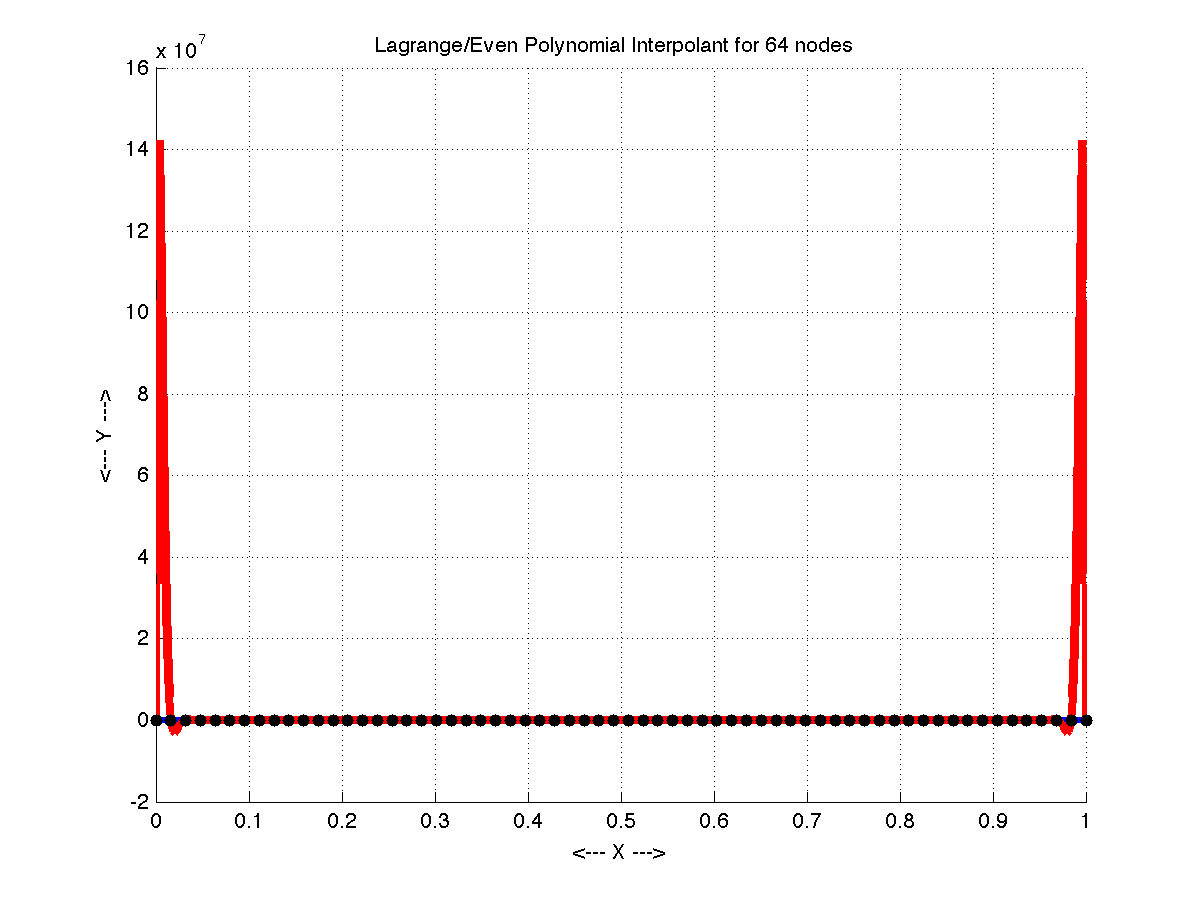 Lagrange/Even Polynomial Interpolant for 64 nodes
x 10^7
16
14
12
10
8
6
4
2
0
-2
<--- Y --->
0 0.1 0.2 0.3 0.4 0.5 0.6 0.7 0.8 0.9 1
<--- X --->